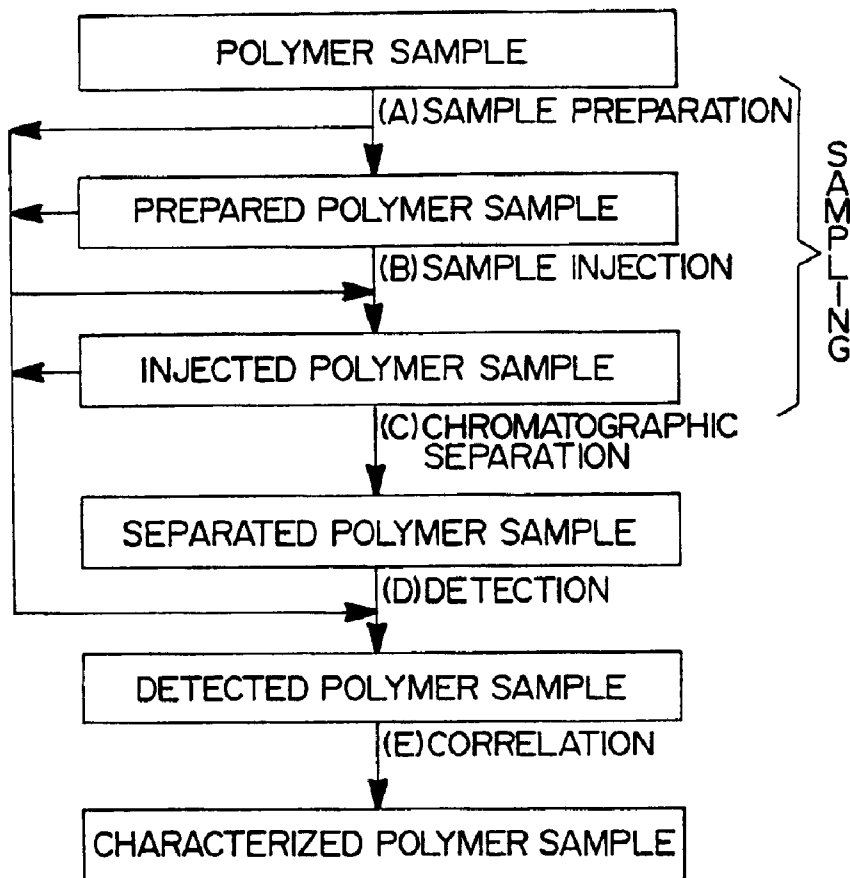 POLYMER SAMPLE
(A) SAMPLE PREPARATION
PREPARED POLYMER SAMPLE
(B) SAMPLE INJECTION
INJECTED POLYMER SAMPLE
(C) CHROMATOGRAPHIC
SEPARATION
SEPARATED POLYMER SAMPLE
(D) DETECTION
DETECTED POLYMER SAMPLE
(E) CORRELATION
CHARACTERIZED POLYMER SAMPLE
SAMPLING